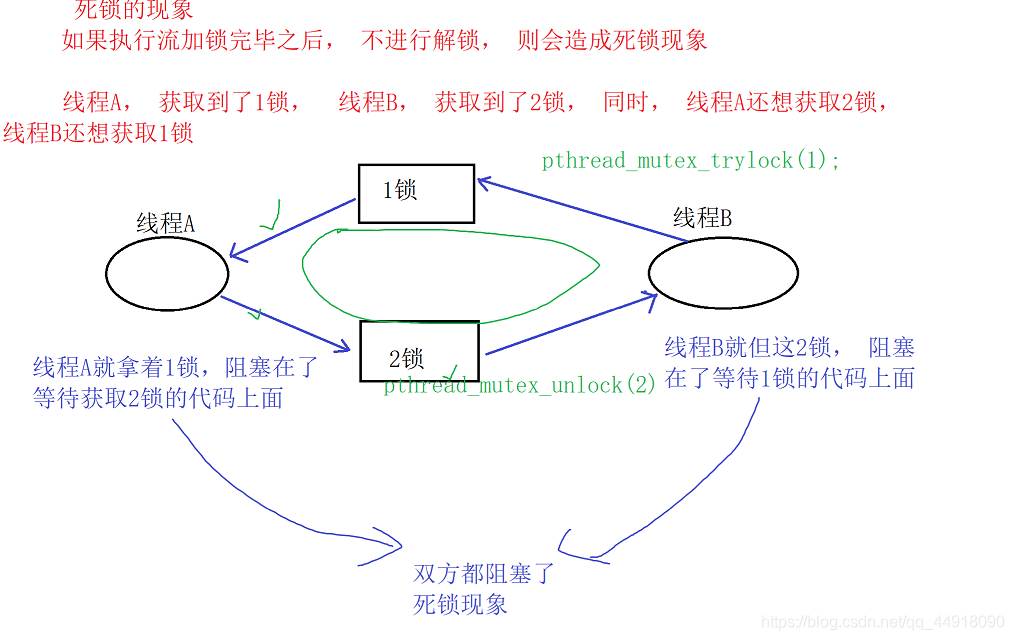 死锁的现象
如果执行流加锁完毕之后， 不进行解锁， 则会造成死锁现象
线程A， 获取到了1锁， 线程B， 获取到了2锁， 同时， 线程A还想获取2锁，
线程B还想获取1锁
pthread_mutex_trylock(1);
1锁
线程A
线程B
2锁
pthread_mutex_unlock(2)
线程A就拿着1锁，阻塞在了
等待获取2锁的代码上面
线程B就但这2锁， 阻塞
在了等待1锁的代码上面
双方都阻塞了
死锁现象
https://blog.csdn.net/qq_44918090